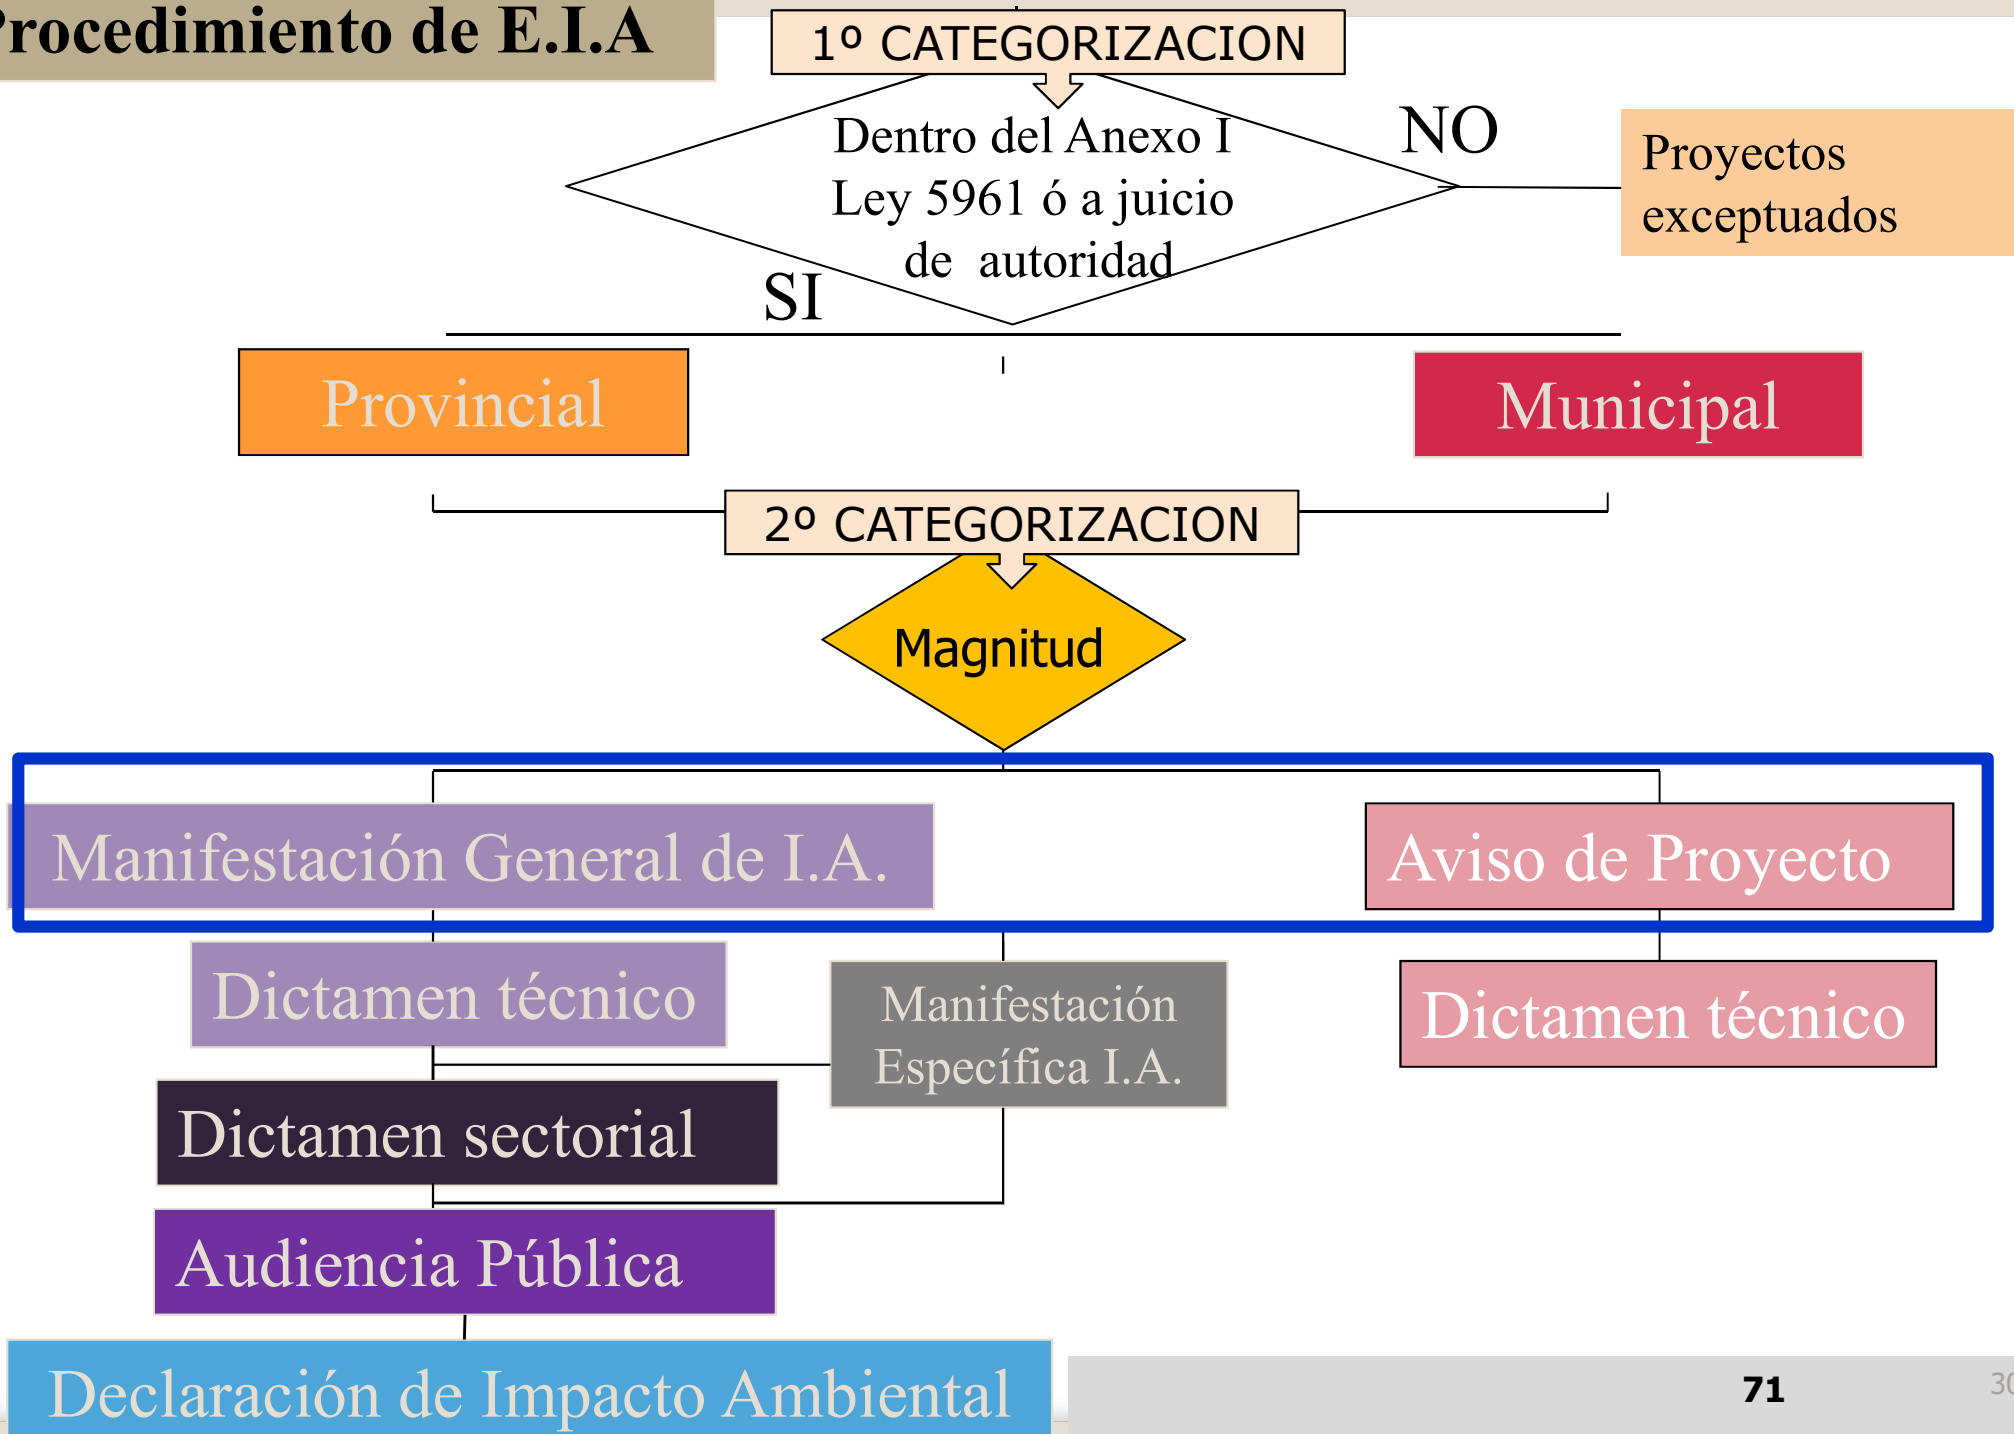 Procedimiento de E.I.A
1º CATEGORIZACION
Dentro del Anexo I
Ley 5961 ó a juicio
de autoridad
NO
Proyectos
exceptuados
SI
Provincial
Municipal
2º CATEGORIZACION
Magnitud
Manifestación General de I.A.
Aviso de Proyecto
Dictamen técnico
Manifestación
Específica I.A.
Dictamen técnico
Dictamen sectorial
Audiencia Pública
Declaración de Impacto Ambiental
71
30